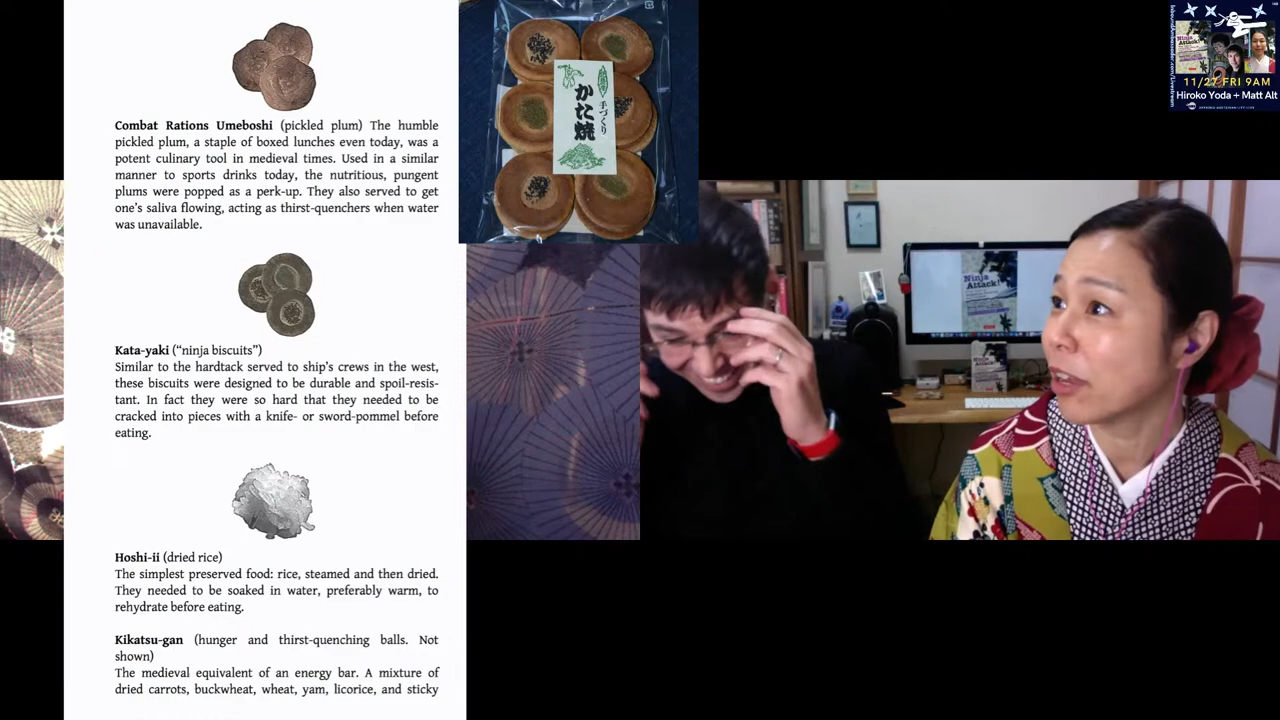 Combat Rations Umeboshi (pickled plum) The humble
pickled plum, a staple of boxed lunches even today, was a
potent culinary tool in medieval times. Used in a similar
manner to sports drinks today, the nutritious, pungent
plums were popped as a perk-up. They also served to get
one's saliva flowing, acting as thirst-quenchers when water
was unavailable.
Kata-yaki (“ninja biscuits”)
Similar to the hardtack served to ship's crews in the west,
these biscuits were designed to be durable and spoil-resis-
tant. In fact they were so hard that they needed to be
cracked into pieces with a knife- or sword-pommel before
eating.
Hoshi-ii (dried rice)
The simplest preserved food: rice, steamed and then dried.
They needed to be soaked in water, preferably warm, to
rehydrate before eating.
Kikatsu-gan (hunger and thirst-quenching balls. Not
shown)
The medieval equivalent of an energy bar. A mixture of
dried carrots, buckwheat, wheat, yam, licorice, and sticky
手づくり
かた焼
Ninja
Attack!
Ninja
Attack!
11/27 FRI 9AM
Hiroko Yoda + Matt Alt